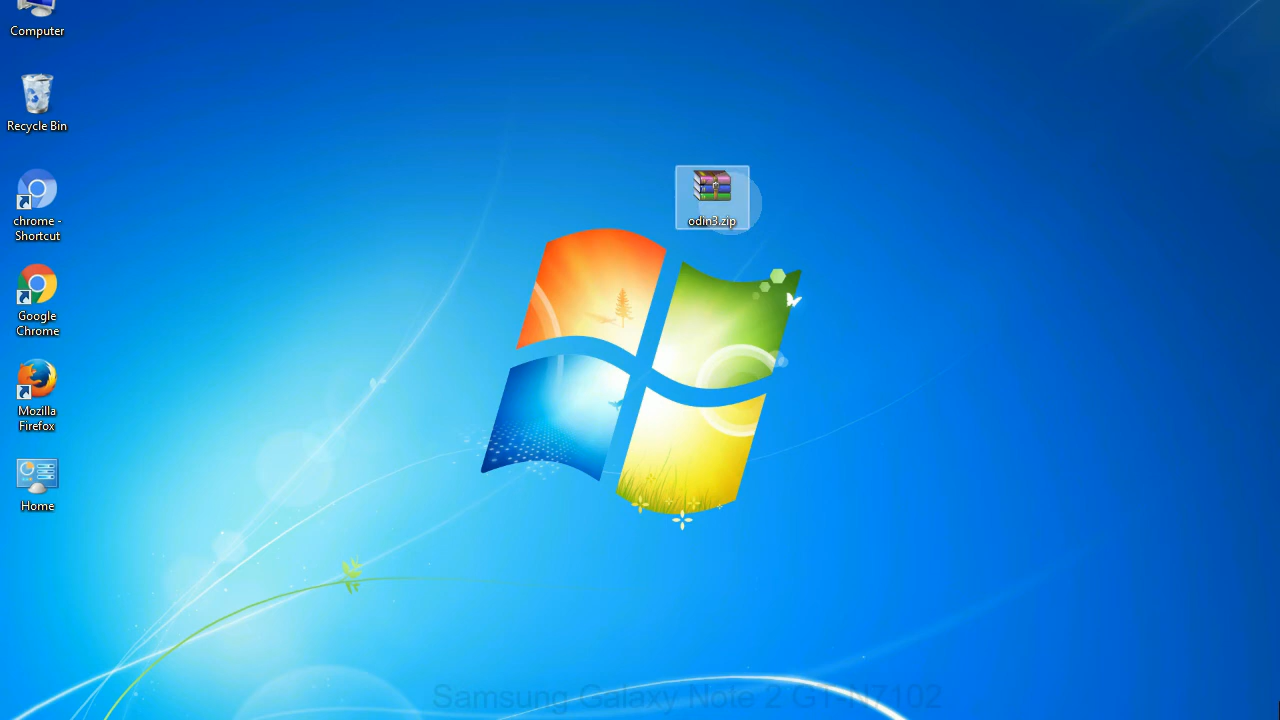 Computer
Recycle Bin
chrome -
Shortcut
Google
Chrome
Mozilla
Firefox
Home
odin3.zip
Samsung Galaxy Note 2 GT-N7102